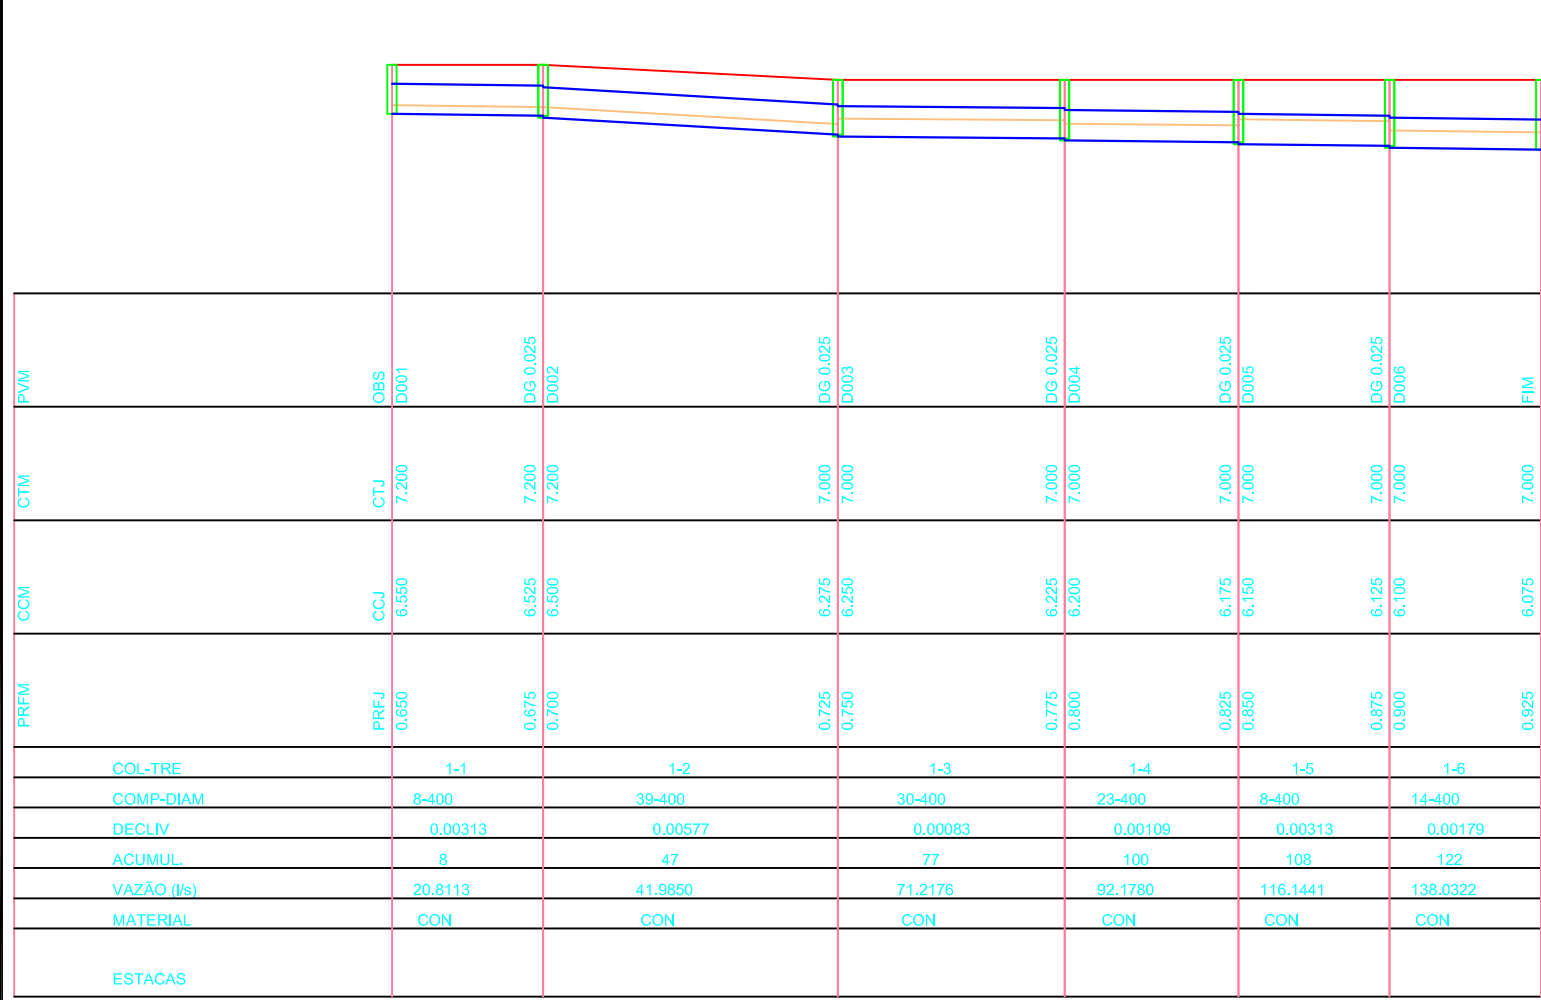 PVM OBS D001 DG 0.025 D002 DG 0.025 D003 DG 0.025 D004 DG 0.025 D005 DG 0.025 D006 FIM
CTM CTJ 7.200 7.200 7.200 7.000 7.000 7.000 7.000 7.000 7.000 7.000 7.000 7.000
CCM CCJ 6.550 6.525 6.500 6.275 6.250 6.225 6.200 6.175 6.150 6.125 6.100 6.075
PRFM PRFJ 0.650 0.675 0.700 0.725 0.750 0.775 0.800 0.825 0.850 0.875 0.900 0.925
COL-TRE 1-1 1-2 1-3 1-4 1-5 1-6
COMP-DIAM 8-400 39-400 30-400 23-400 8-400 14-400
DECLIV 0.00313 0.00577 0.00083 0.00109 0.00313 0.00179
ACUMUL. 8 47 77 100 108 122
VAZÃO (l/s) 20.8113 41.9850 71.2176 92.1780 116.1441 138.0322
MATERIAL CON CON CON CON CON CON
ESTACAS